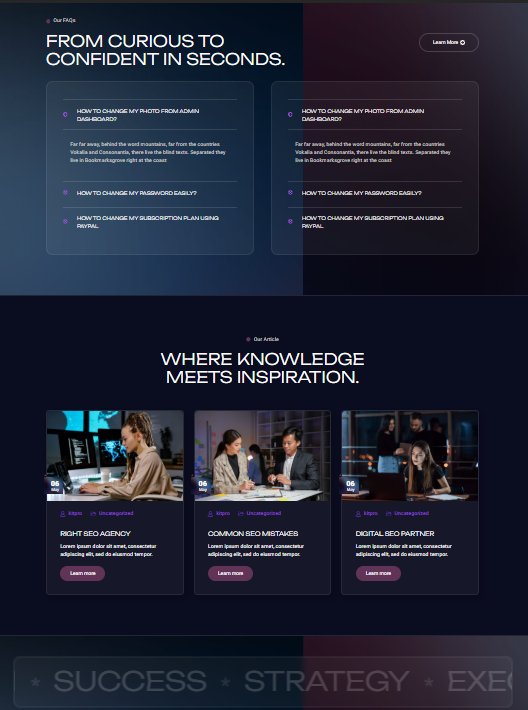 Our FAQs
FROM CURIOUS TO
CONFIDENT IN SECONDS.
Learn More
HOW TO CHANGE MY PHOTO FROM ADMIN
DASHBOARD?
Far far away, behind the word mountains, far from the countries
Vokalia and Consonantia, there live the blind texts. Separated they
live in Bookmarksgrove right at the coast
HOW TO CHANGE MY PASSWORD EASILY?
HOW TO CHANGE MY SUBSCRIPTION PLAN USING
PAYPAL
HOW TO CHANGE MY PHOTO FROM ADMIN
DASHBOARD?
Far far away, behind the word mountains, far from the countries
Vokalia and Consonantia, there live the blind texts. Separated they
live in Bookmarksgrove right at the coast
HOW TO CHANGE MY PASSWORD EASILY?
HOW TO CHANGE MY SUBSCRIPTION PLAN USING
PAYPAL
Our Article
WHERE KNOWLEDGE
MEETS INSPIRATION.
06
May
kitpro Uncategorized
RIGHT SEO AGENCY
Lorem ipsum dolor sit amet, consectetur
adipiscing elit, sed do eiusmod tempor.
Learn more
06
May
kitpro Uncategorized
COMMON SEO MISTAKES
Lorem ipsum dolor sit amet, consectetur
adipiscing elit, sed do eiusmod tempor.
Learn more
06
May
kitpro Uncategorized
DIGITAL SEO PARTNER
Lorem ipsum dolor sit amet, consectetur
adipiscing elit, sed do eiusmod tempor.
Learn more
* SUCCESS * STRATEGY * EXEC